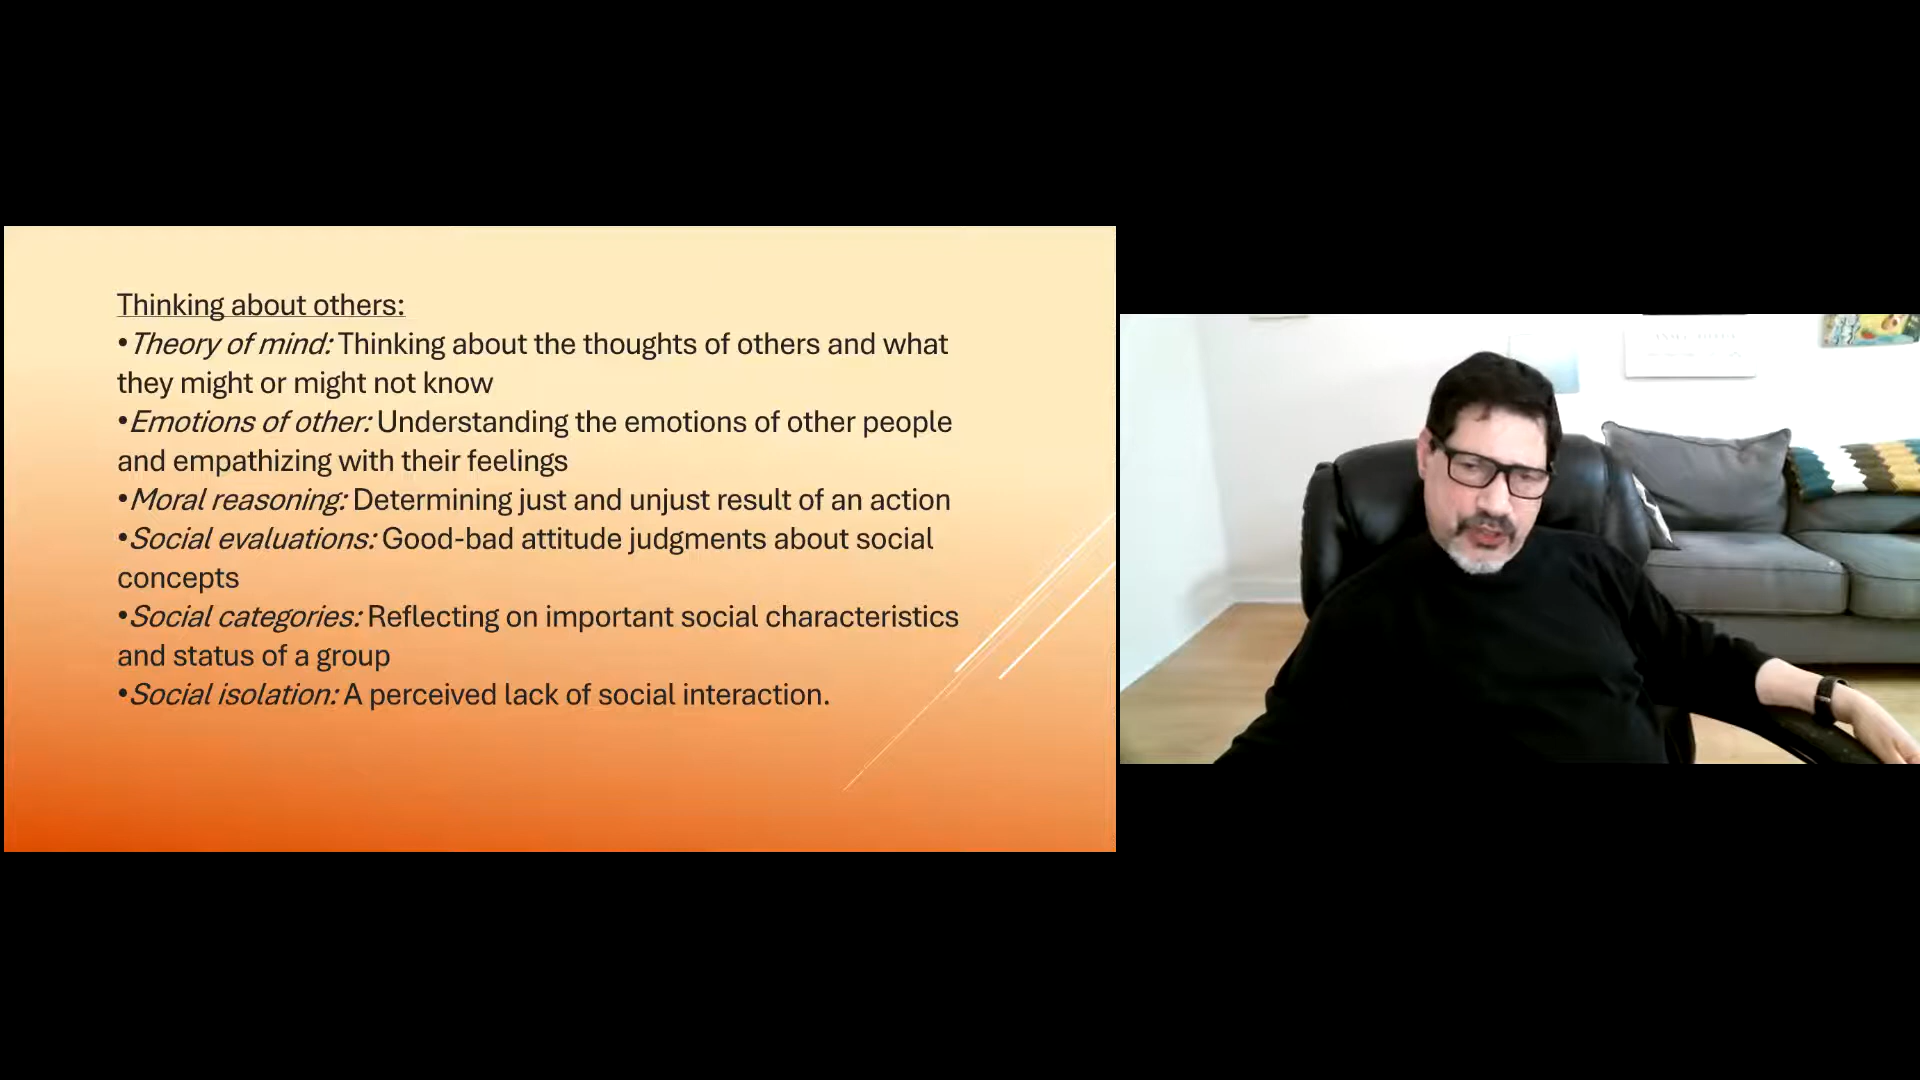 Thinking about others:
•Theory of mind: Thinking about the thoughts of others and what
they might or might not know
•Emotions of other: Understanding the emotions of other people
and empathizing with their feelings
•Moral reasoning: Determining just and unjust result of an action
•Social evaluations: Good-bad attitude judgments about social
concepts
•Social categories: Reflecting on important social characteristics
and status of a group
•Social isolation: A perceived lack of social interaction.